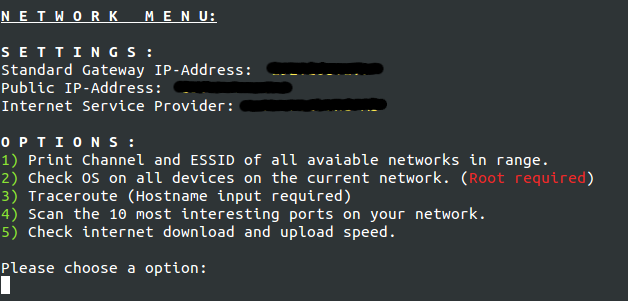 N E T W O R K   M E N U:
S E T T I N G S :
Standard Gateway IP-Address:
Public IP-Address:
Internet Service Provider:
O P T I O N S :
1) Print Channel and ESSID of all avaiable networks in range.
2) Check OS on all devices on the current network. (Root required)
3) Traceroute (Hostname input required)
4) Scan the 10 most interesting ports on your network.
5) Check internet download and upload speed.
Please choose a option: